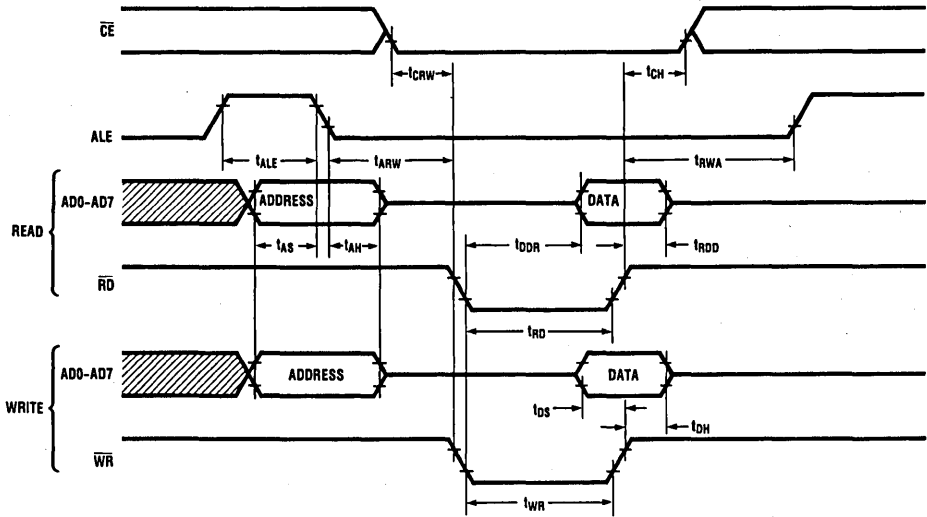 CE
tCRW
tCH
ALE
tALE
tARW
tRWA
READ
AD0-AD7
ADDRESS
DATA
tAS
tAH
tDDR
tRDD
RD
tRD
WRITE
AD0-AD7
ADDRESS
DATA
tDS
tDH
WR
tWR